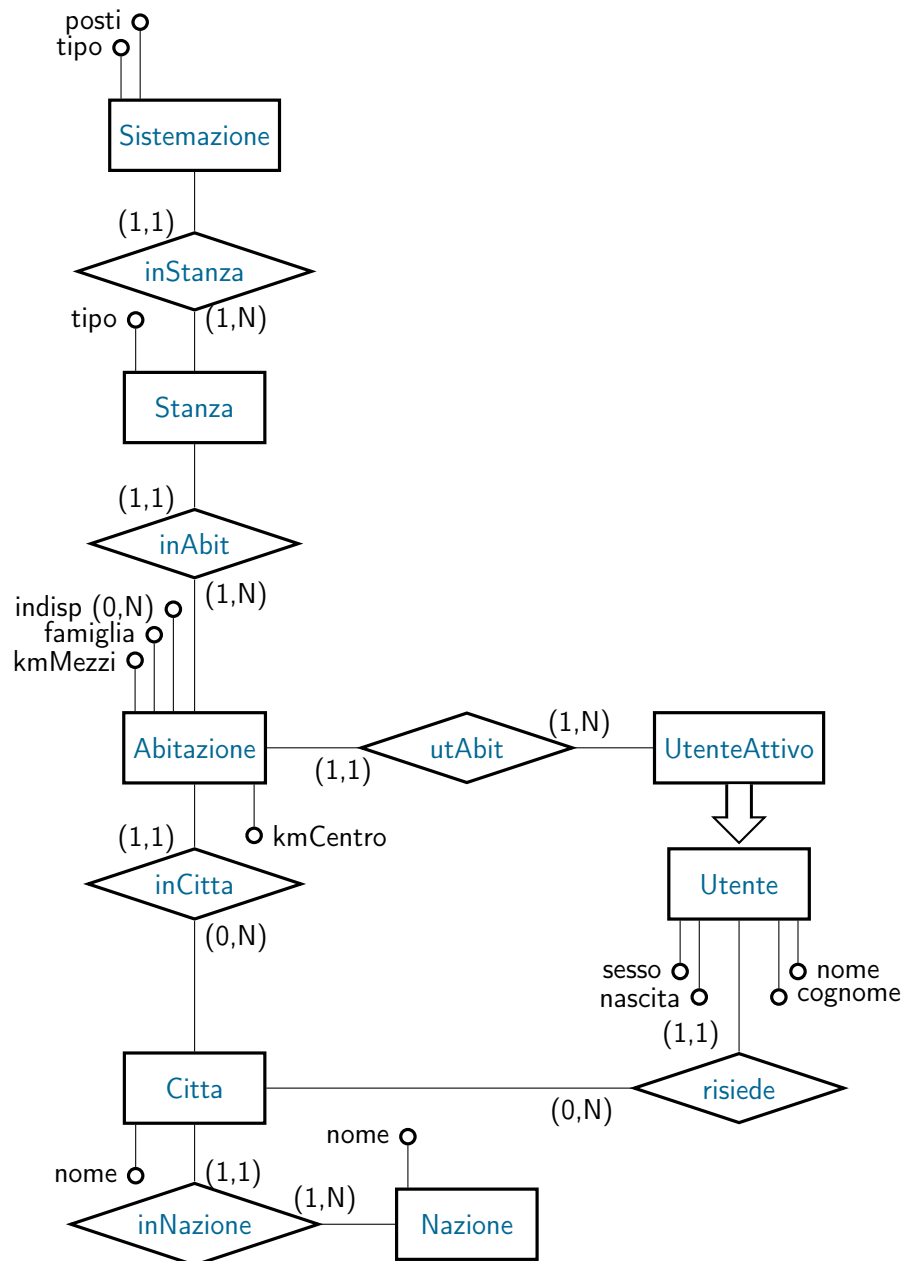 posti
tipo
Sistemazione
(1,1)
inStanza
(1,N)
tipo
Stanza
(1,1)
inAbit
(1,N)
indisp (0,N)
famiglia
kmMezzi
Abitazione
(1,1)
utAbit
(1,N)
UtenteAttivo
kmCentro
(1,1)
inCitta
(0,N)
Utente
sesso
nascita
nome
cognome
(1,1)
Citta
(0,N)
risiede
nome
(1,1)
inNazione
(1,N)
nome
Nazione